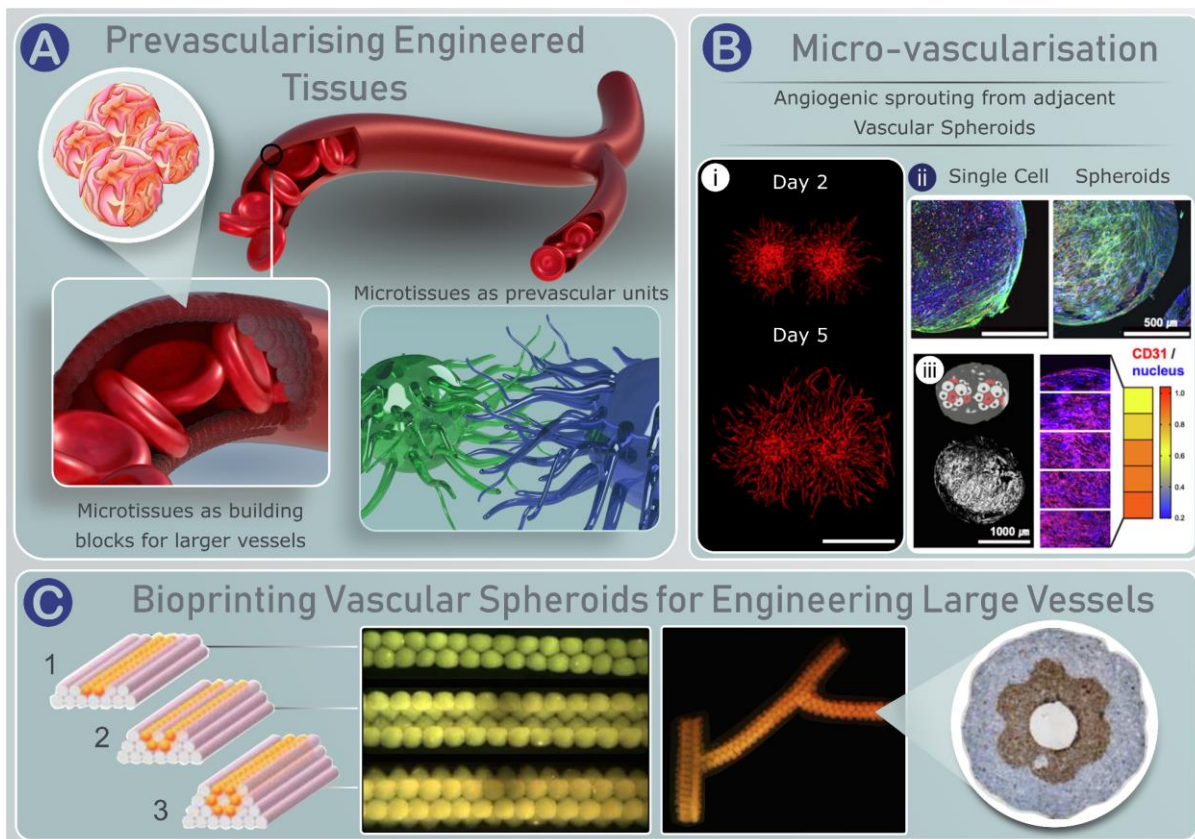 A
Prevascularising Engineered
Tissues
Microtissues as prevascular units
Microtissues as building
blocks for larger vessels
B
Micro-vascularisation
Angiogenic sprouting from adjacent
Vascular Spheroids
i
Day 2
Day 5
ii
Single Cell
Spheroids
500 ㎛
iii
1000 ㎛
CD31 /
nucleus
1.0
0.8
0.6
0.4
0.2
C
Bioprinting Vascular Spheroids for Engineering Large Vessels
1
2
3